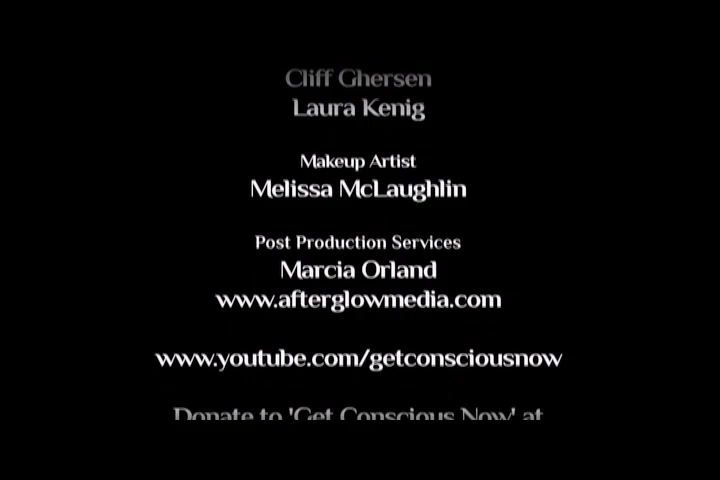 Cliff Ghersen
Laura Kenig
Makeup Artist
Melissa McLaughlin
Post Production Services
Marcia Orland
www.afterglowmedia.com
www.youtube.com/getconsciousnow
Donate to 'Get Conscious Now' at